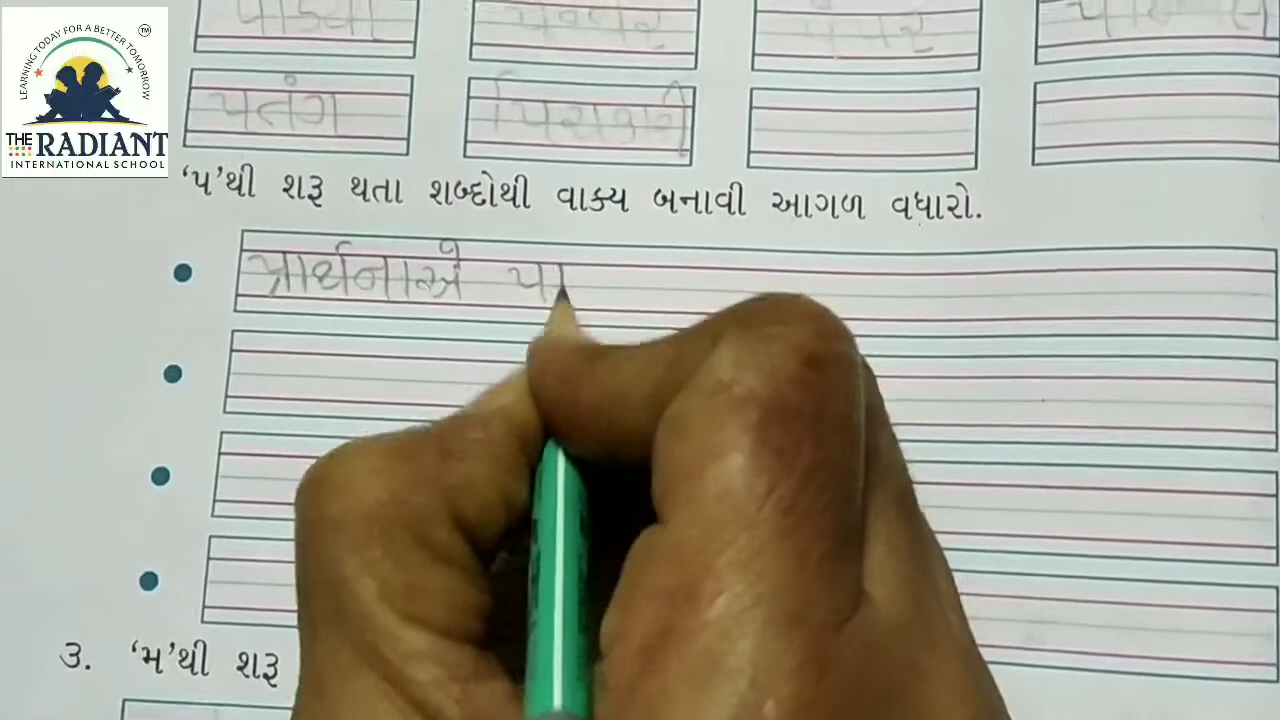 પતંગ પિચકારી
LEARNING TODAY FOR A BETTER TOMORROW
TM
THE RADIANT
INTERNATIONAL SCHOOL
‘પ’થી શરૂ થતા શબ્દોથી વાક્ય બનાવી આગળ વધારો.
પ્રાર્થનાએ પા
૩. ‘મ’થી શરૂ